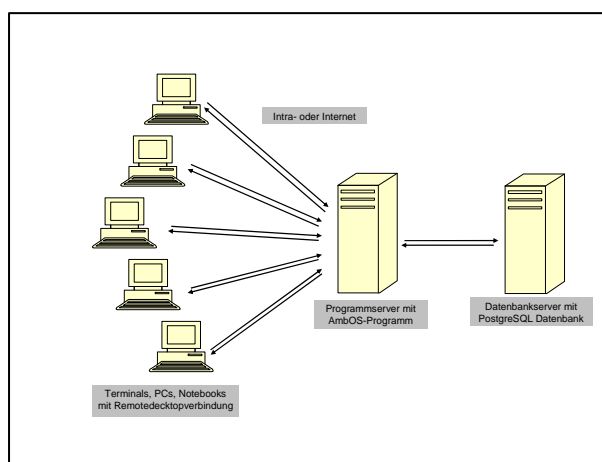 Intra- oder Internet
Programmserver mit
AmbOS-Programm
Datenbankserver mit
PostgreSQL Datenbank
Terminals, PCs, Notebooks
mit Remotedecktopverbindung